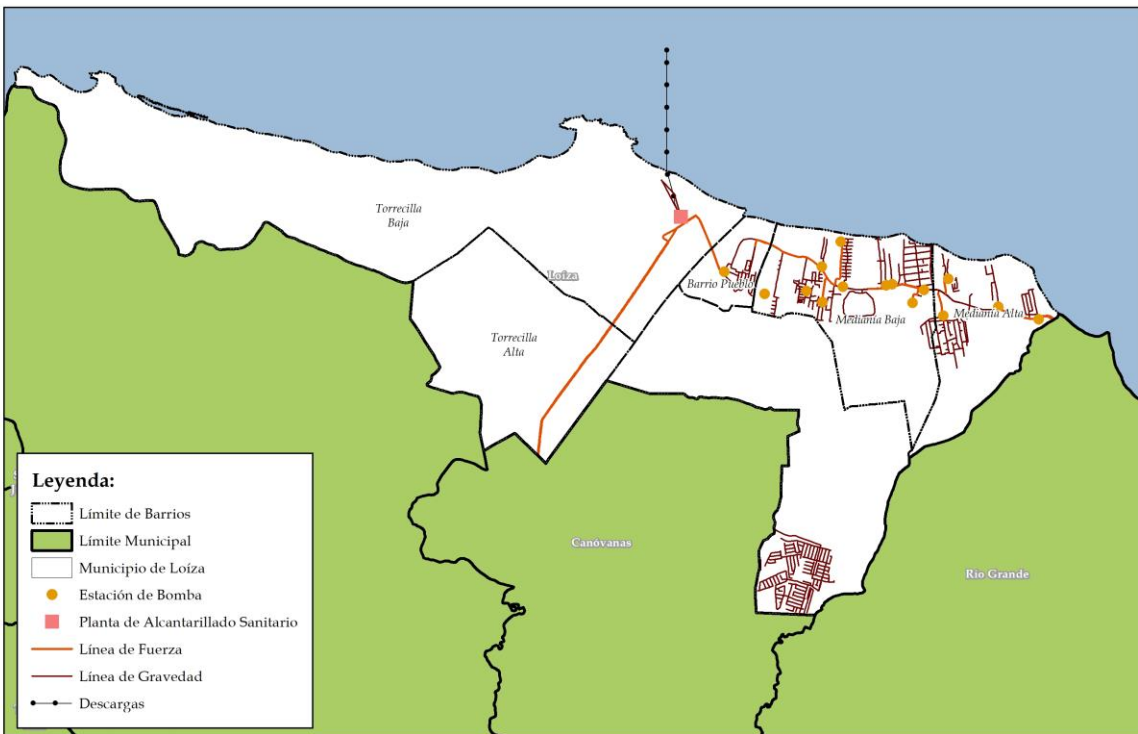 Torrecilla
Baja
Loíza
Barrio Pueblo
Torrecilla
Alta
Medianía Baja
Medianía Alta
Canóvanas
Río Grande
Leyenda:
Límite de Barrios
Límite Municipal
Municipio de Loíza
Estación de Bomba
Planta de Alcantarillado Sanitario
Línea de Fuerza
Línea de Gravedad
Descargas